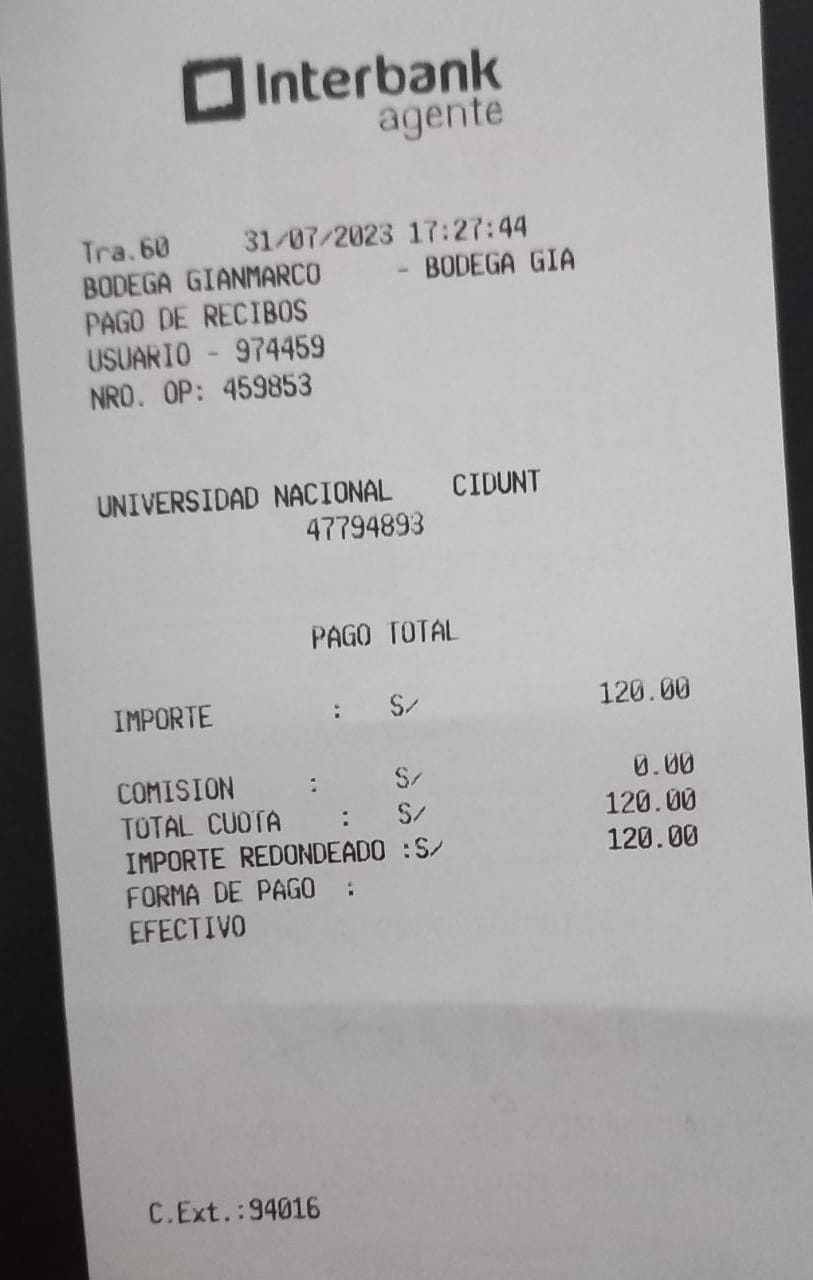 Interbank
agente
Tra.60 31/07/2023 17:27:44
BODEGA GIANMARCO - BODEGA GIA
PAGO DE RECIBOS
USUARIO - 974459
NRO. OP: 459853
UNIVERSIDAD NACIONAL CIDUNT
47794893
PAGO TOTAL
IMPORTE : S/ 120.00
COMISION : S/ 0.00
TOTAL CUOTA : S/ 120.00
IMPORTE REDONDEADO :S/ 120.00
FORMA DE PAGO :
EFECTIVO
C.Ext.:94016